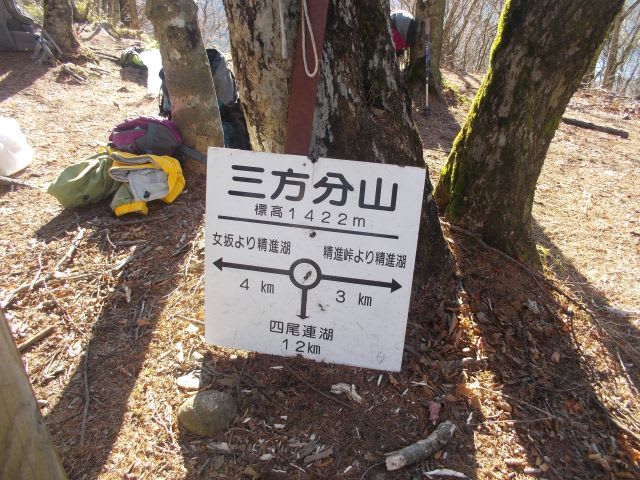 三方分山
標高1422m
女坂より精進湖
精進峠より精進湖
4 km
3 km
四尾連湖
12km